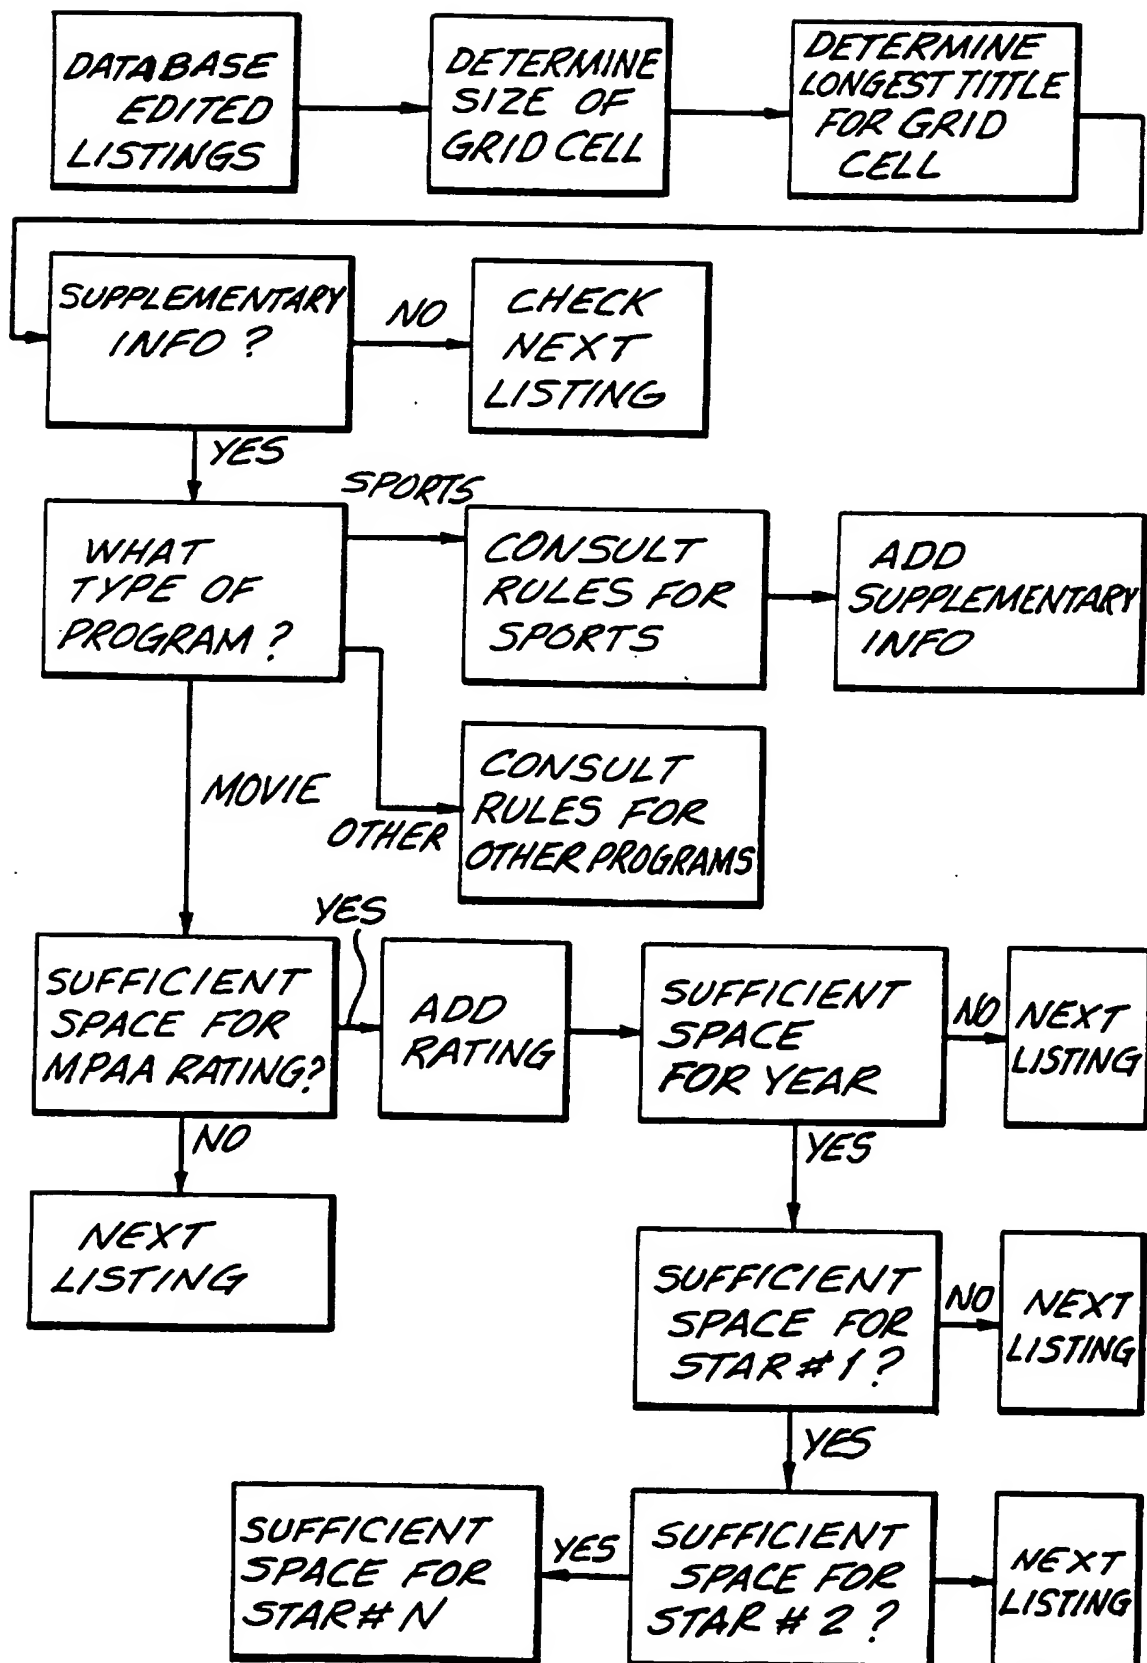 DATABASE
EDITED
LISTINGS
DETERMINE
SIZE OF
GRID CELL
DETERMINE
LONGEST TITTLE
FOR GRID
CELL
SUPPLEMENTARY
INFO ?
NO
CHECK
NEXT
LISTING
YES
WHAT
TYPE OF
PROGRAM ?
SPORTS
CONSULT
RULES FOR
SPORTS
ADD
SUPPLEMENTARY
INFO
OTHER
CONSULT
RULES FOR
OTHER PROGRAMS
MOVIE
SUFFICIENT
SPACE FOR
MPAA RATING?
YES
ADD
RATING
SUFFICIENT
SPACE
FOR YEAR
NO
NEXT
LISTING
NO
NEXT
LISTING
YES
SUFFICIENT
SPACE FOR
STAR # 1 ?
NO
NEXT
LISTING
YES
SUFFICIENT
SPACE FOR
STAR # 2 ?
NEXT
LISTING
YES
SUFFICIENT
SPACE FOR
STAR # N